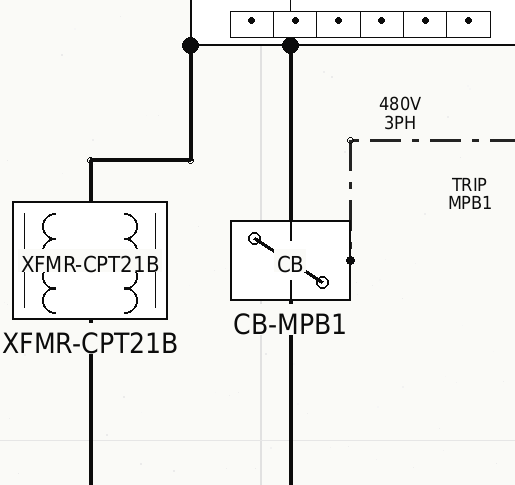 480V
3PH
TRIP
MPB1
XFMR-CPT21B
CB
CB-MPB1
XFMR-CPT21B